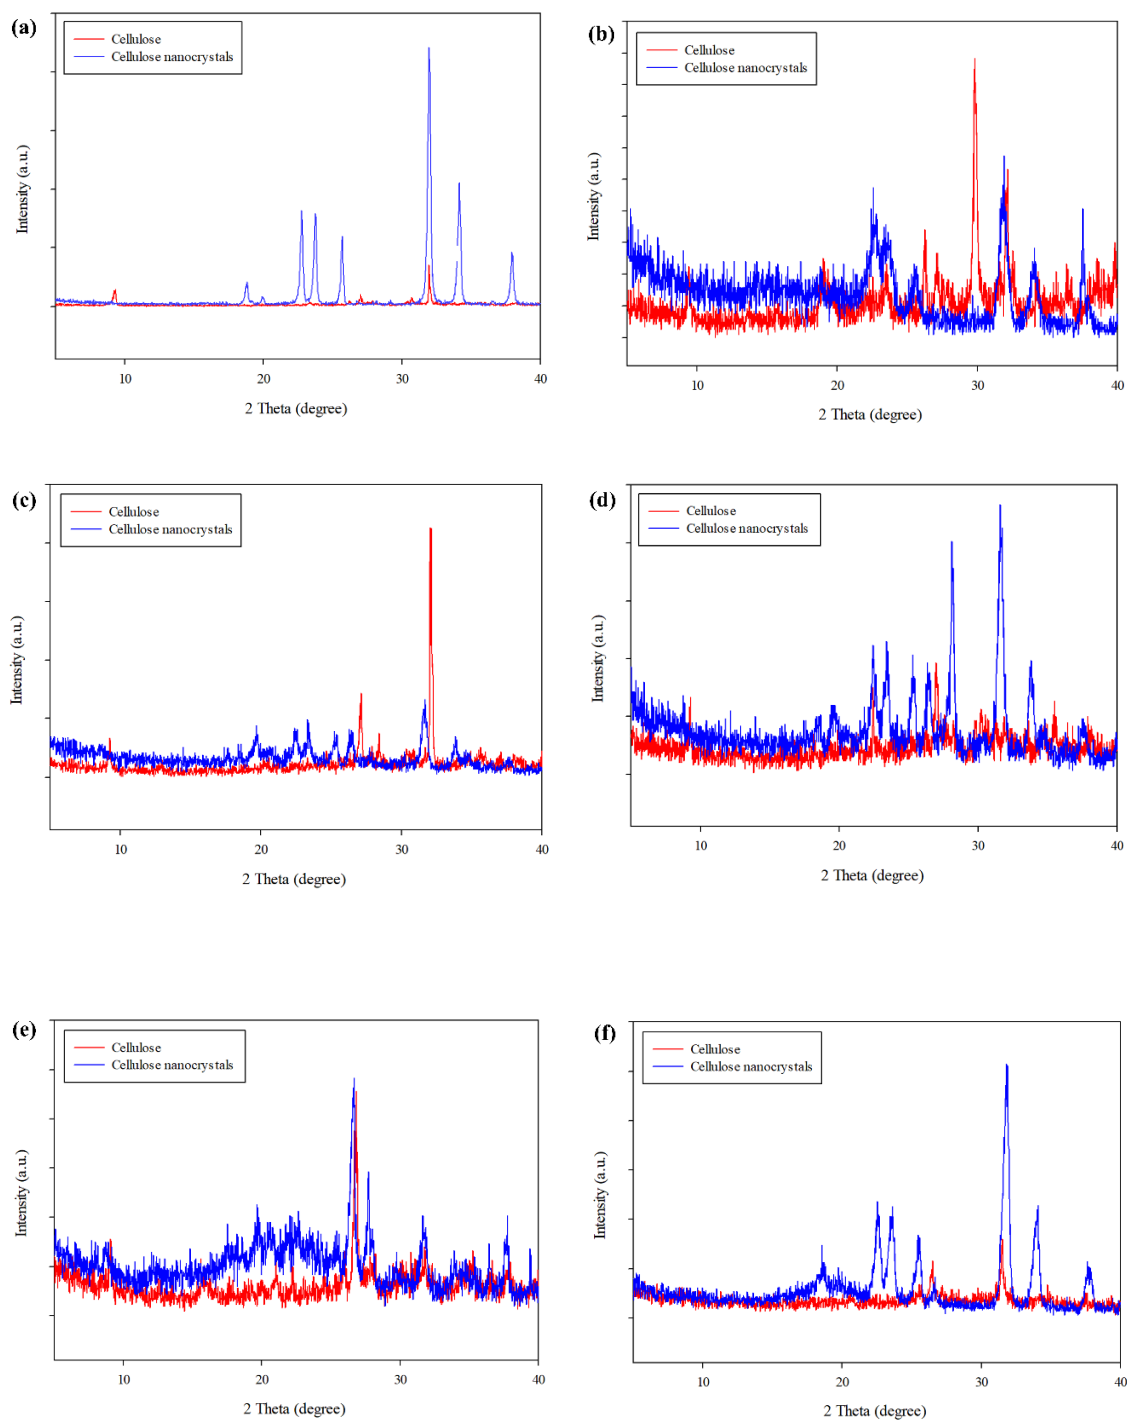 (a)
Cellulose
Cellulose nanocrystals
Intensity (a.u.)
10 20 30 40
2 Theta (degree)
(b)
Cellulose
Cellulose nanocrystals
Intensity (a.u.)
10 20 30 40
2 Theta (degree)
(c)
Cellulose
Cellulose nanocrystals
Intensity (a.u.)
10 20 30 40
2 Theta (degree)
(d)
Cellulose
Cellulose nanocrystals
Intensity (a.u.)
10 20 30 40
2 Theta (degree)
(e)
Cellulose
Cellulose nanocrystals
Intensity (a.u.)
10 20 30 40
2 Theta (degree)
(f)
Cellulose
Cellulose nanocrystals
Intensity (a.u.)
10 20 30 40
2 Theta (degree)